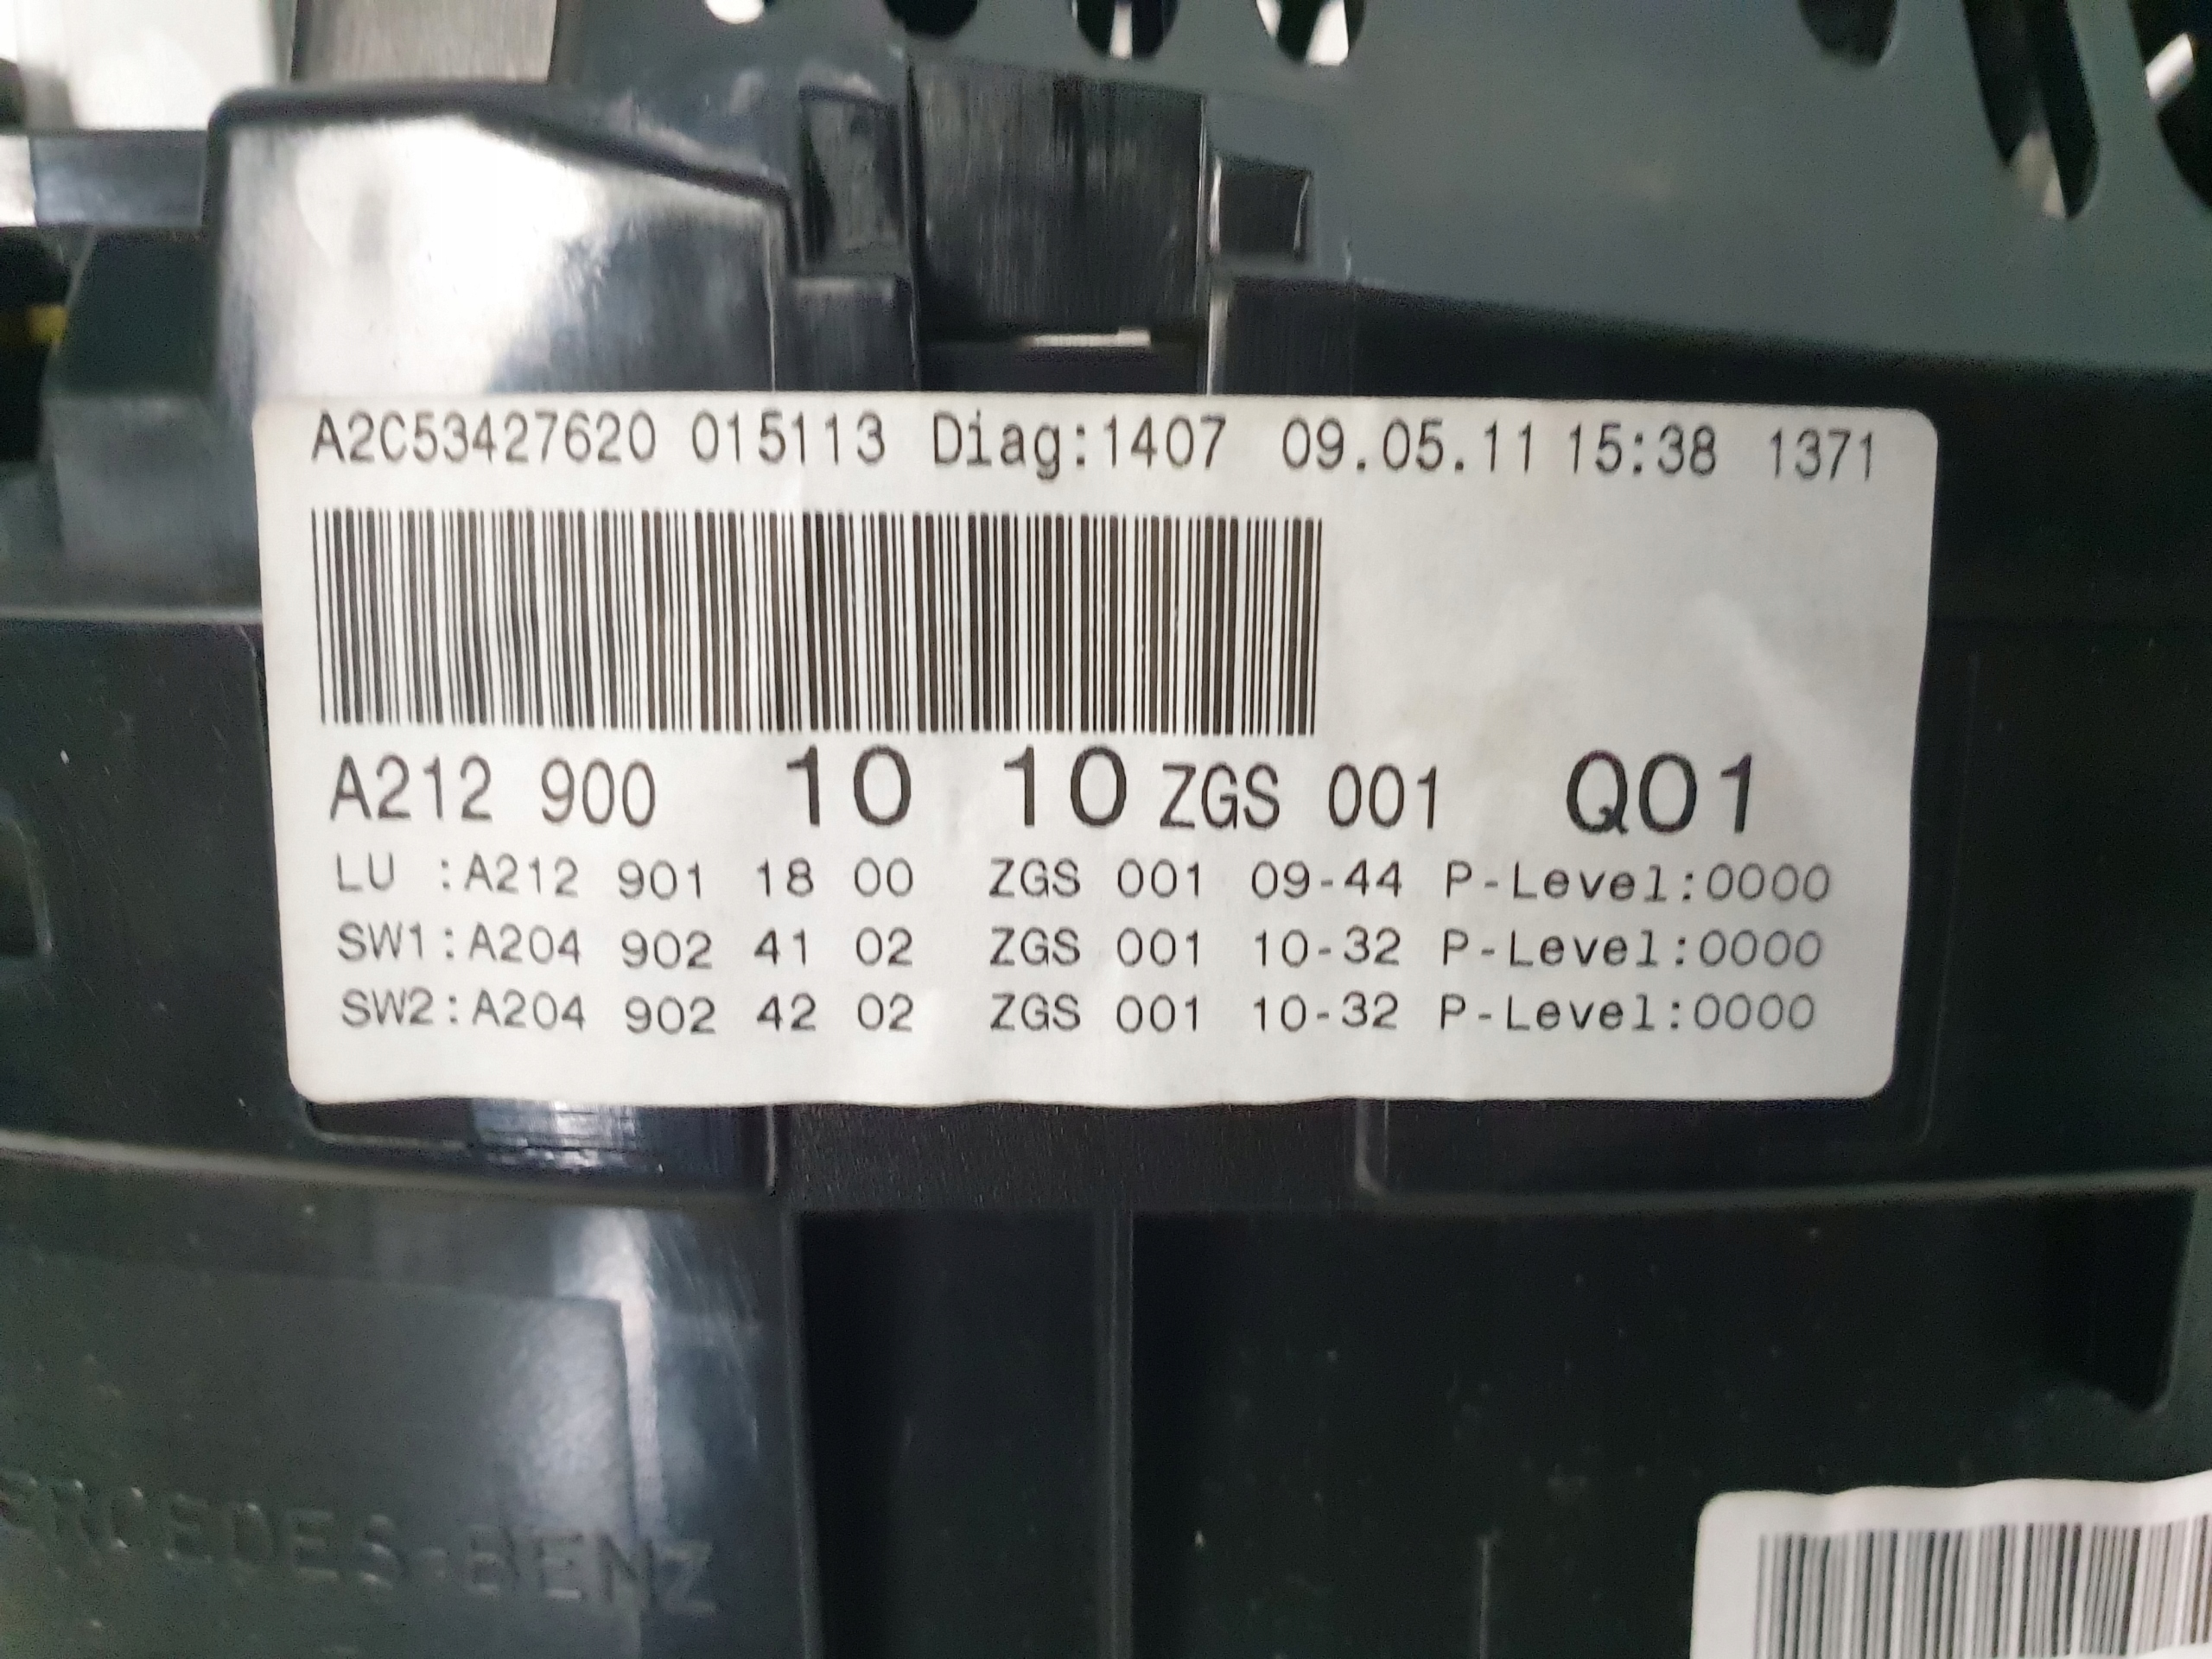 A2C53427620 015113 Diag:1407 09.05.11 15:38 1371
A212 900 10 10 ZGS 001 Q01
LU :A212 901 18 00 ZGS 001 09-44 P-Level:0000
SW1:A204 902 41 02 ZGS 001 10-32 P-Level:0000
SW2:A204 902 42 02 ZGS 001 10-32 P-Level:0000
MERCEDES-BENZ